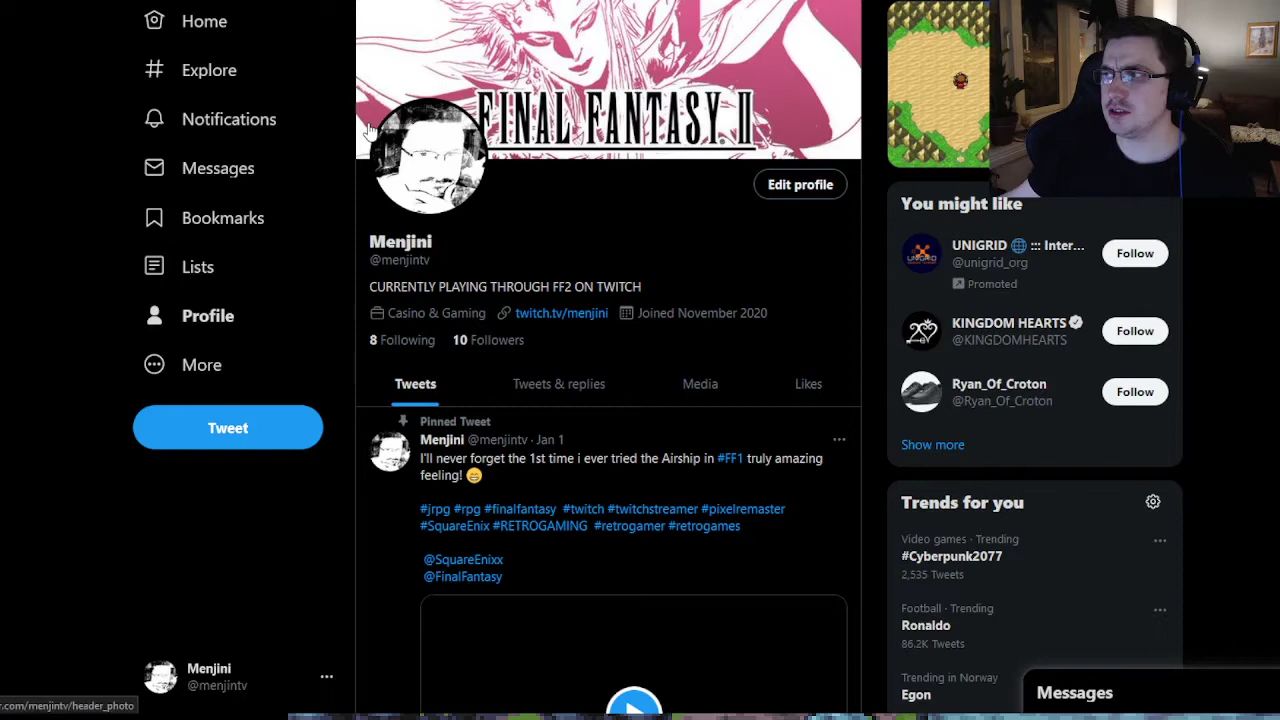 Home
Explore
Notifications
Messages
Bookmarks
Lists
Profile
More
Tweet
Menjini
@menjintv
r.com/menjintv/header_photo
FINAL FANTASY II
Edit profile
Menjini
@menjintv
CURRENTLY PLAYING THROUGH FF2 ON TWITCH
Casino & Gaming twitch.tv/menjini Joined November 2020
8 Following 10 Followers
Tweets Tweets & replies Media Likes
Pinned Tweet
Menjini @menjintv · Jan 1
I'll never forget the 1st time i ever tried the Airship in #FF1 truly amazing
feeling! 😁
#jrpg #rpg #finalfantasy #twitch #twitchstreamer #pixelremaster
#SquareEnix #RETROGAMING #retrogamer #retrogames
@SquareEnixx
@FinalFantasy
You might like
UNIGRID 🌐 ::: Inter...
@unigrid_org
Promoted
Follow
KINGDOM HEARTS
@KINGDOMHEARTS
Follow
Ryan_Of_Croton
@Ryan_Of_Croton
Follow
Show more
Trends for you
Video games · Trending
#Cyberpunk2077
2,535 Tweets
Football · Trending
Ronaldo
86.2K Tweets
Trending in Norway
Egon
Messages